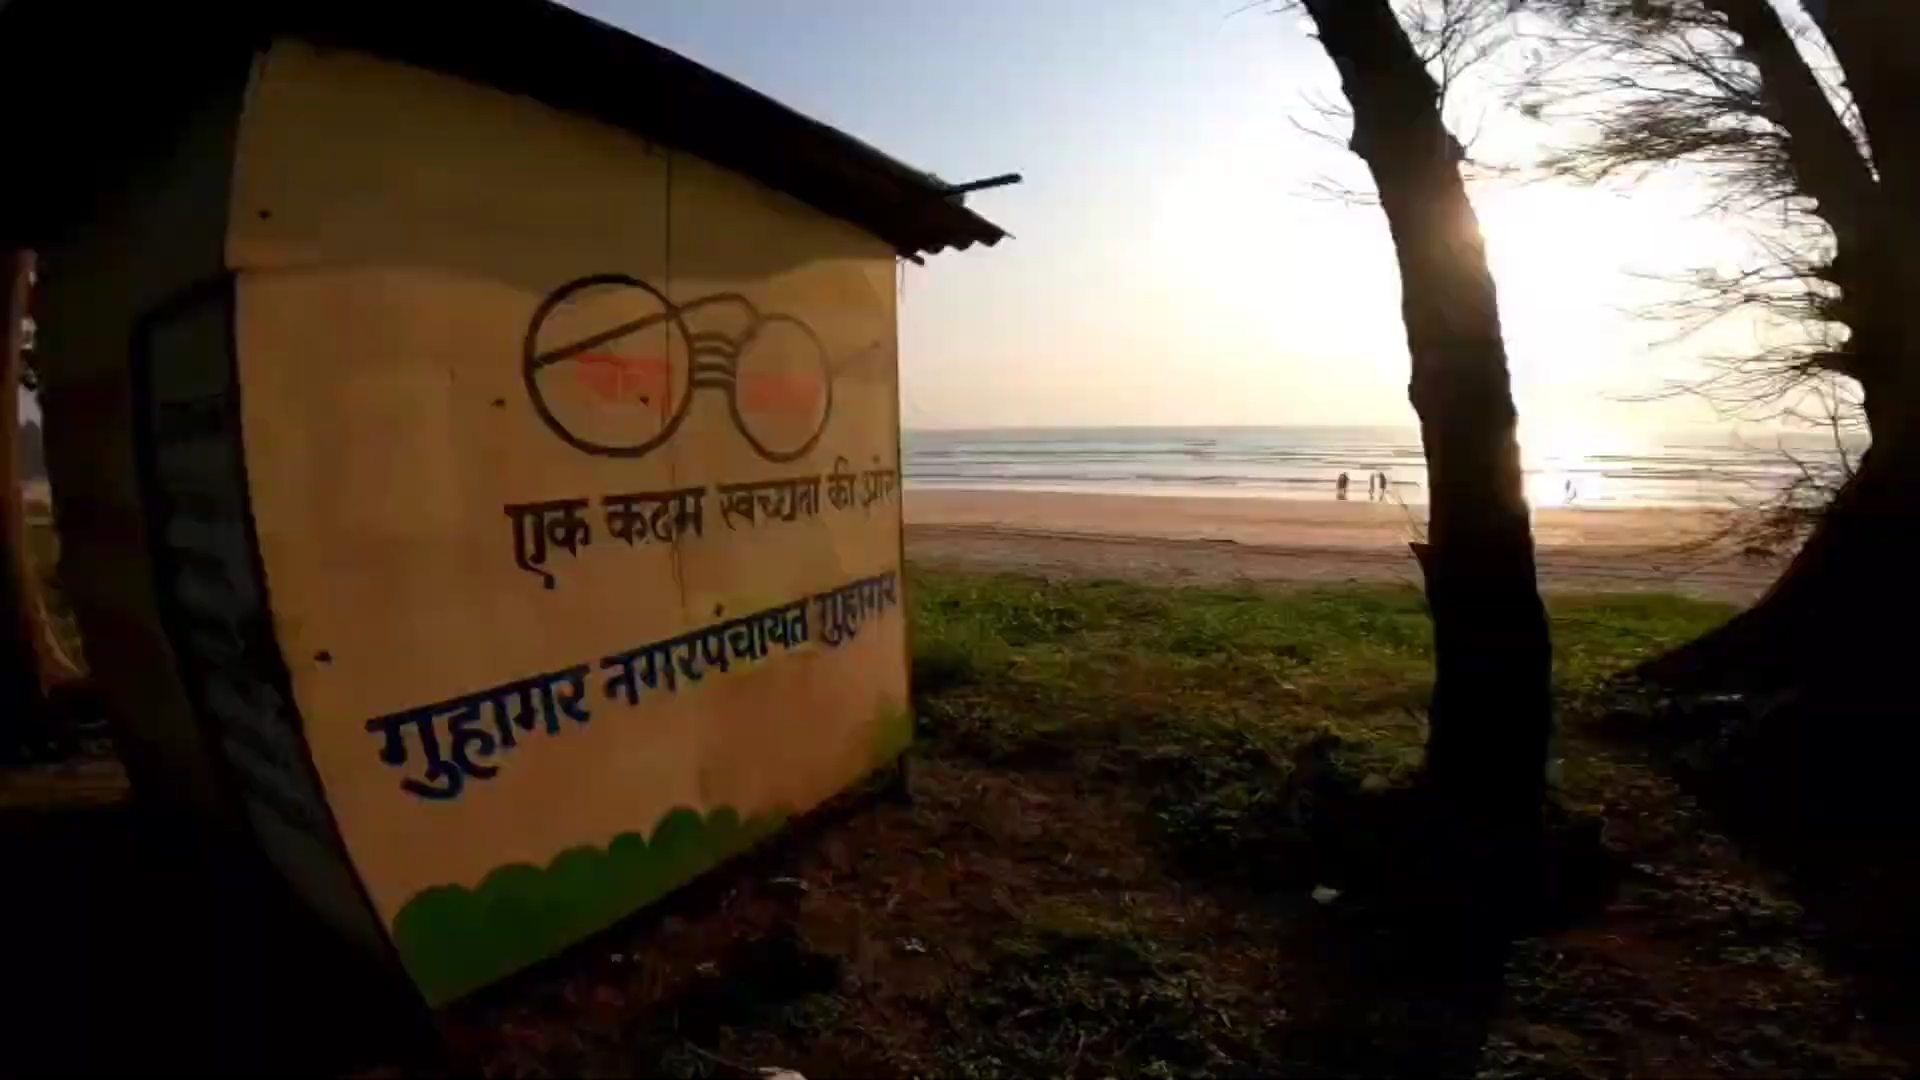 एक कदम स्वच्छता की ओर
गुहागर नगरपंचायत गुहागर